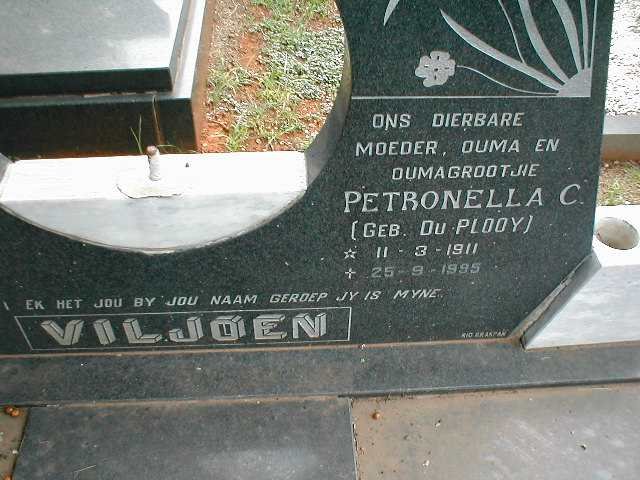 ONS DIERBARE
MOEDER, OUMA EN
OUMAGROOTJIE
PETRONELLA C.
(GEB. DU PLOOY)
☆ 11-3-1911
✝ 25-9-1995
EK HET JOU BY JOU NAAM GEROEP JY IS MYNE.
VILJOEN